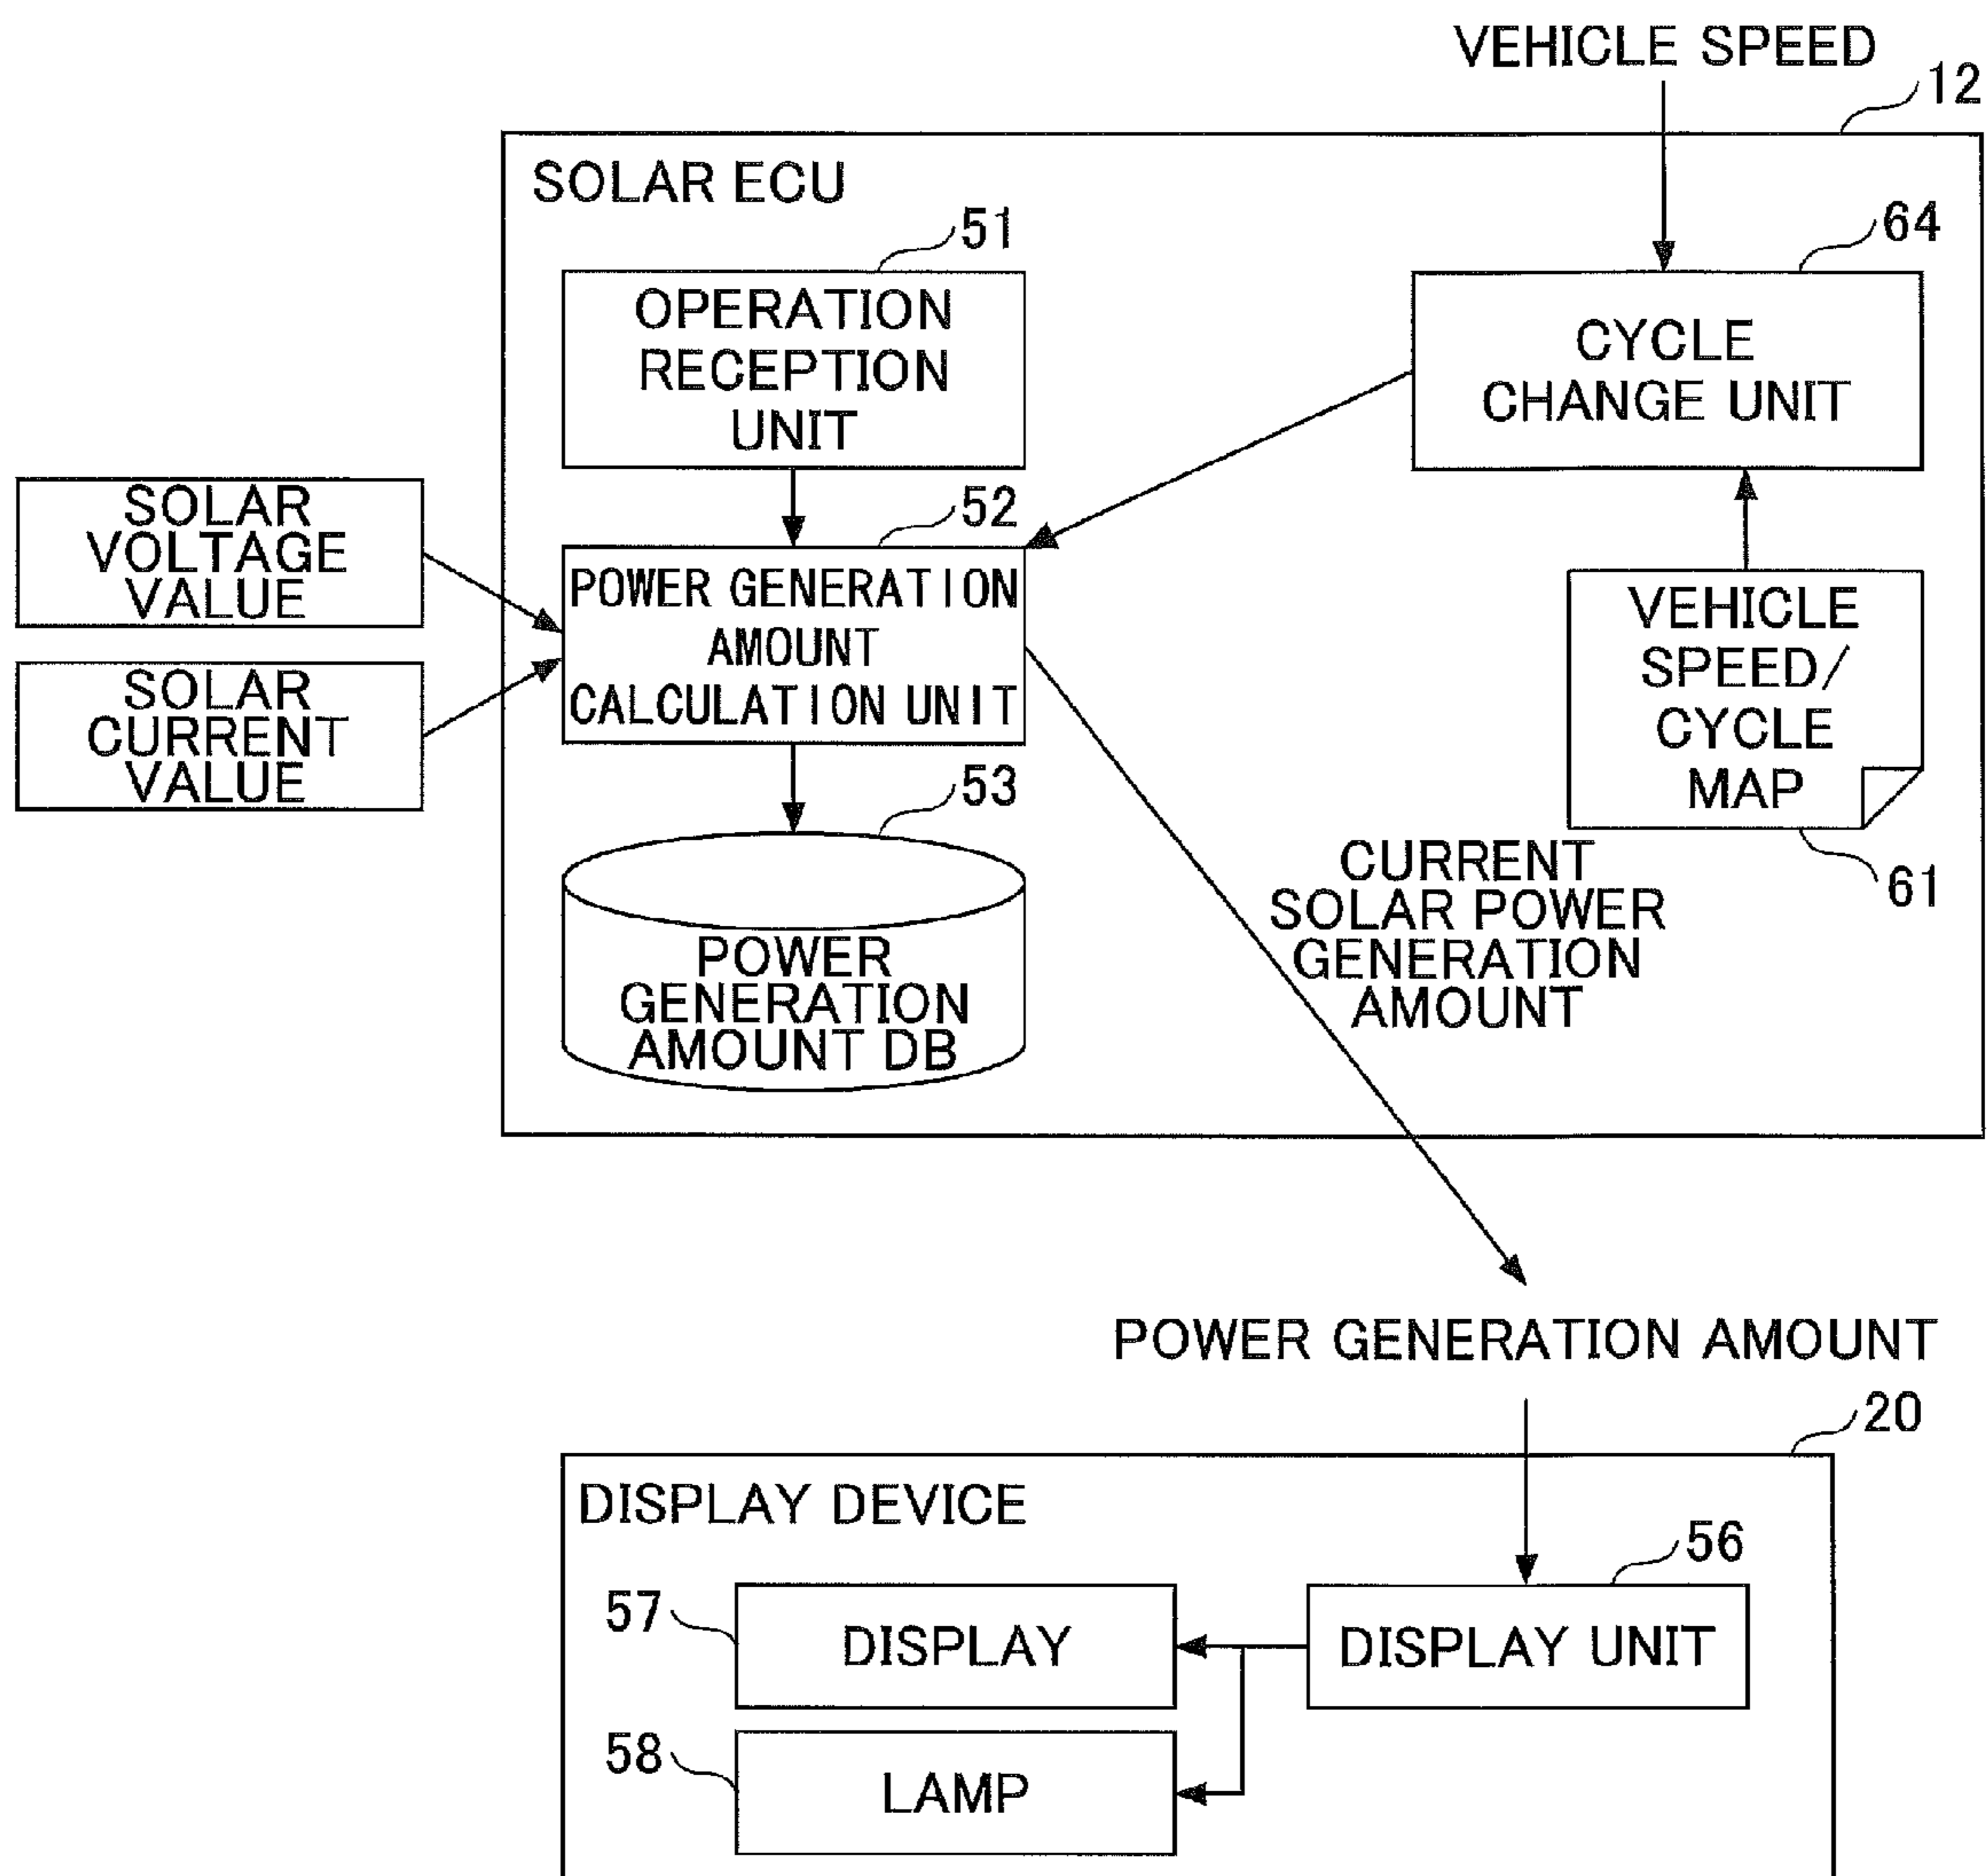 VEHICLE SPEED
12
SOLAR ECU
51
OPERATION
RECEPTION
UNIT
64
CYCLE
CHANGE UNIT
SOLAR
VOLTAGE
VALUE
SOLAR
CURRENT
VALUE
52
POWER GENERATION
AMOUNT
CALCULATION UNIT
VEHICLE
SPEED/
CYCLE
MAP
61
53
POWER
GENERATION
AMOUNT DB
CURRENT
SOLAR POWER
GENERATION
AMOUNT
POWER GENERATION AMOUNT
20
DISPLAY DEVICE
56
DISPLAY UNIT
57
DISPLAY
58
LAMP